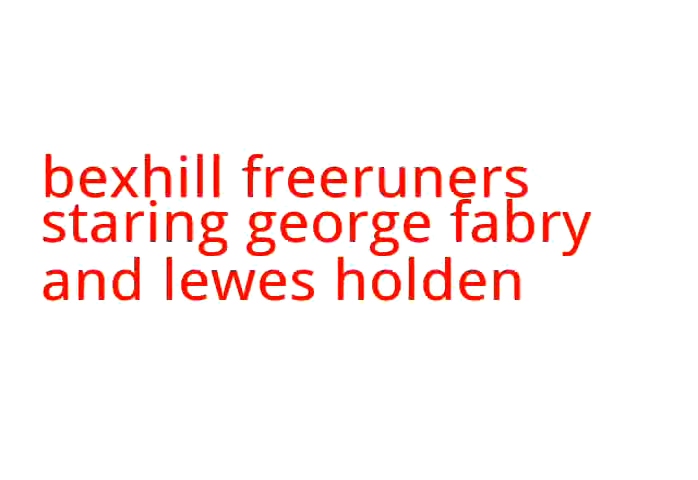 bexhill freeruners
staring george fabry
and lewes holden